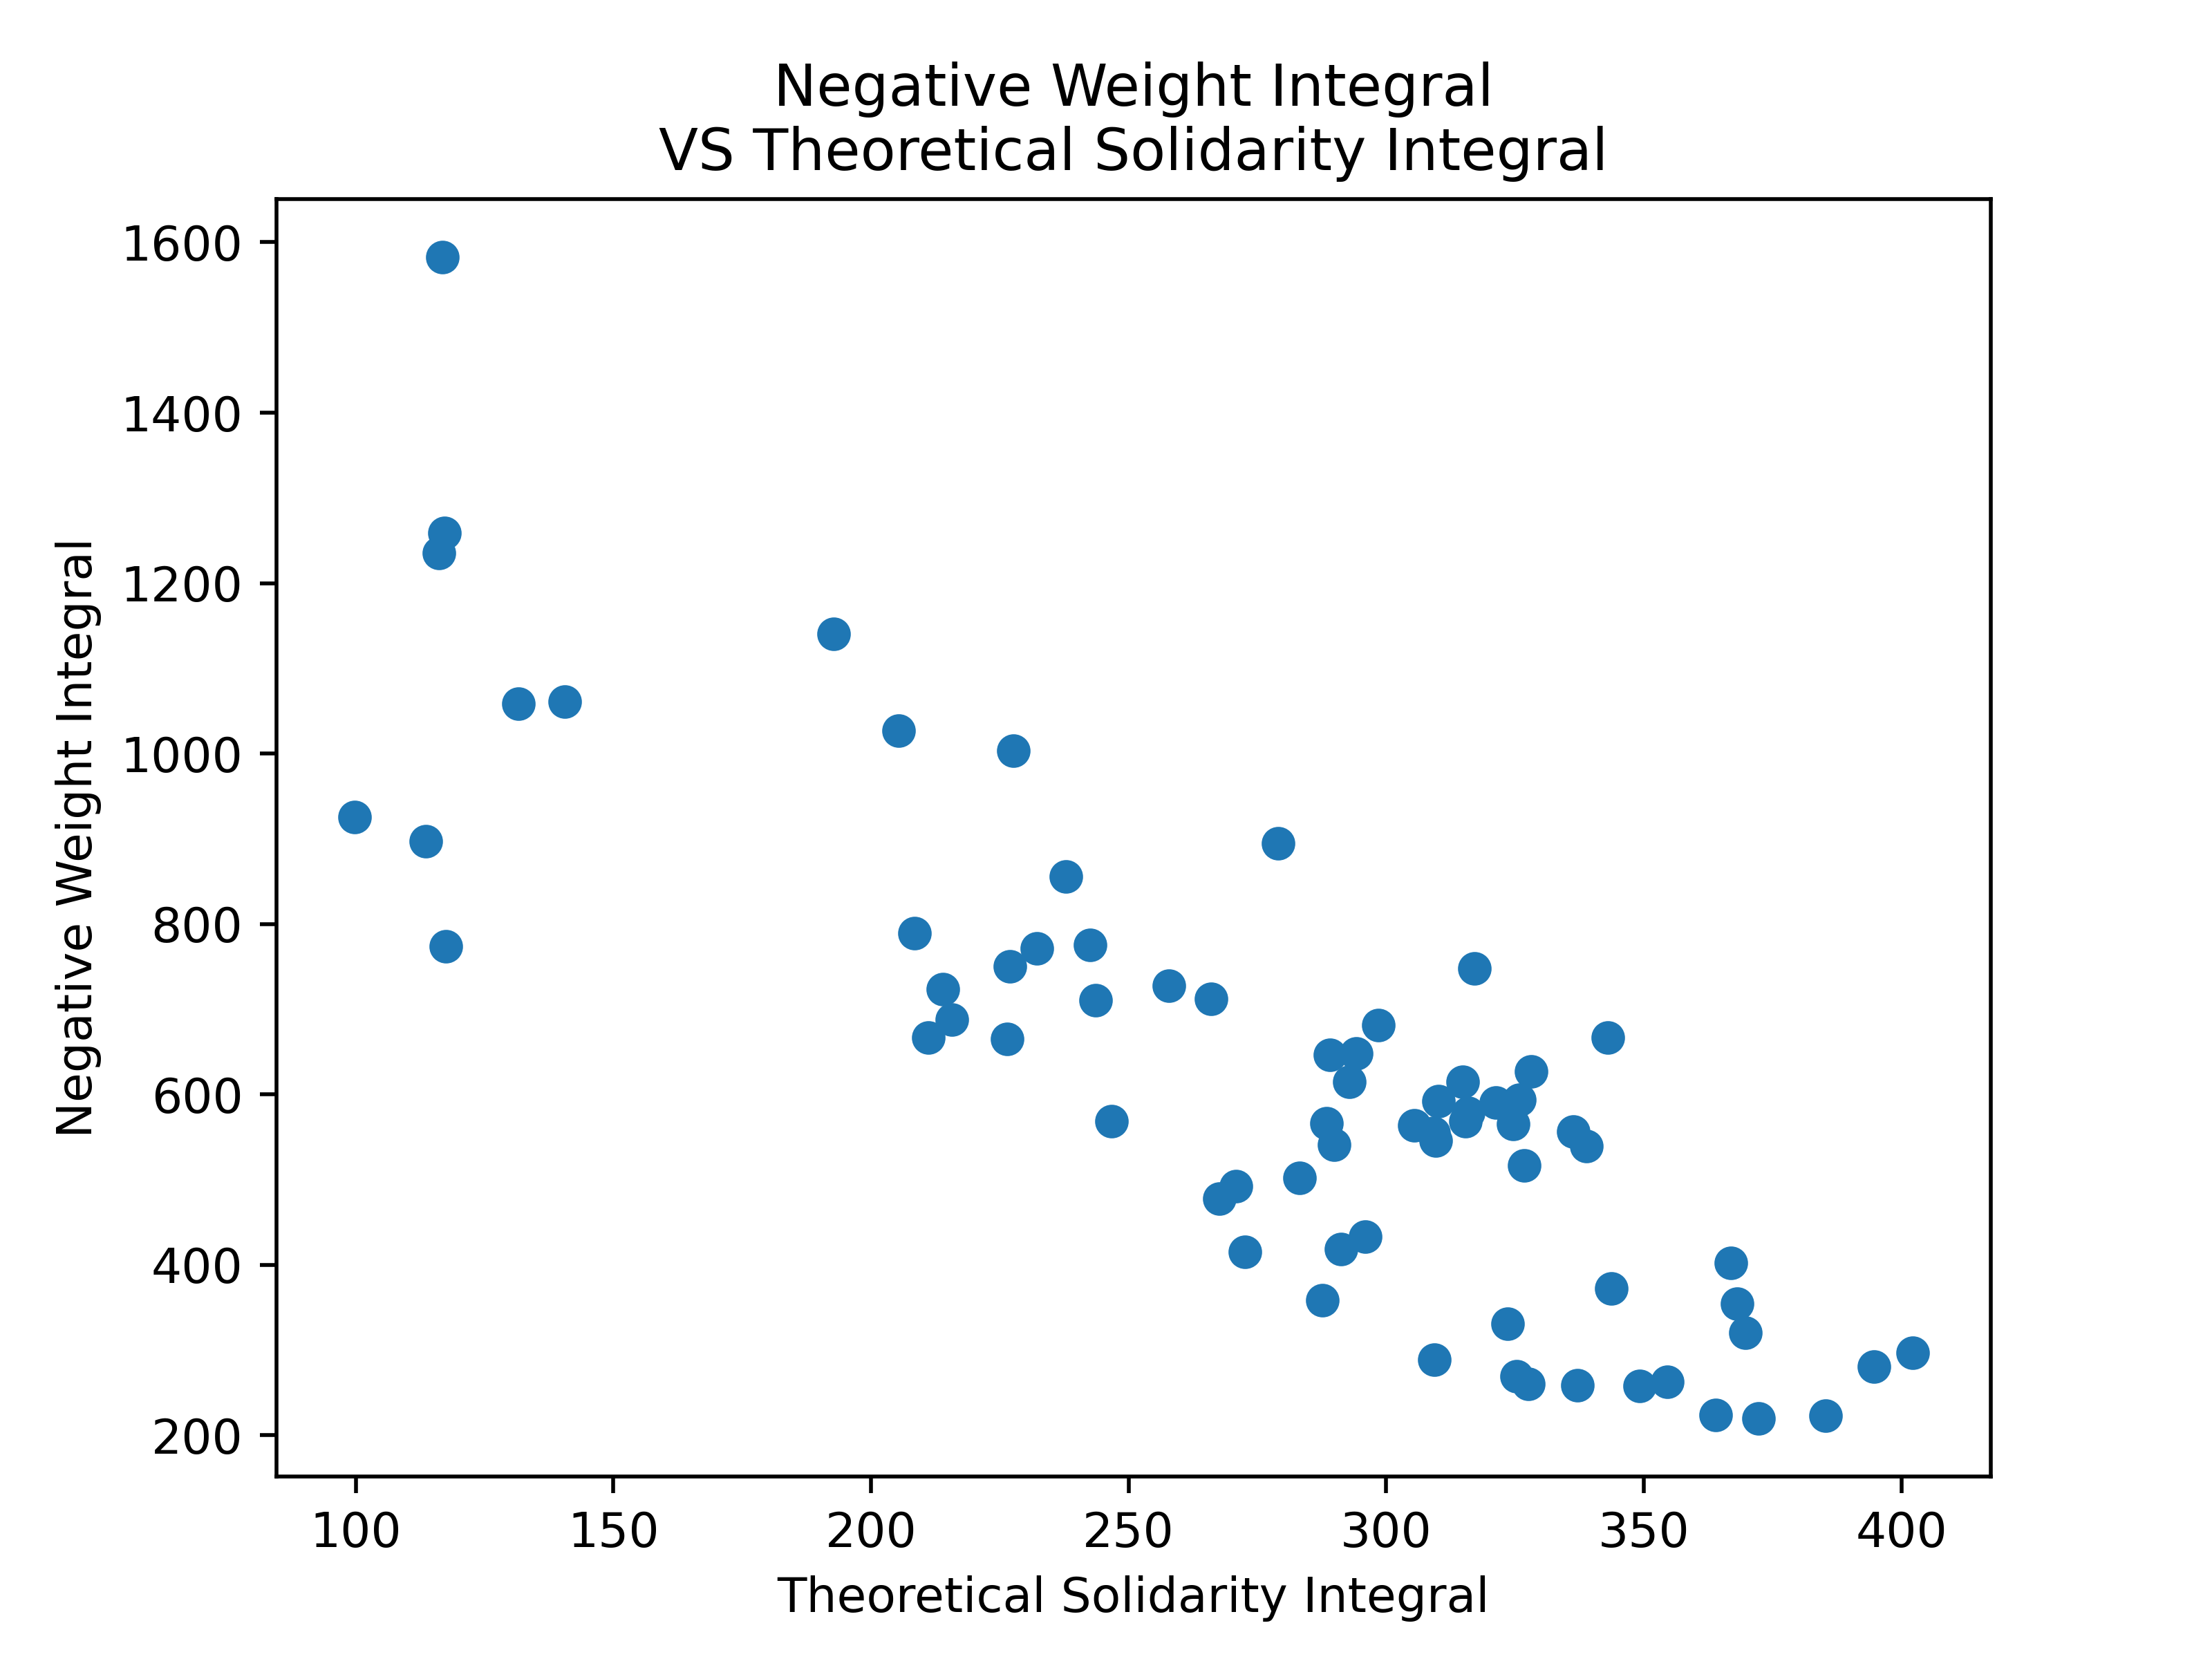 Negative Weight Integral
VS Theoretical Solidarity Integral
1600
1400
1200
1000
800
600
400
200
Negative Weight Integral
100 150 200 250 300 350 400
Theoretical Solidarity Integral